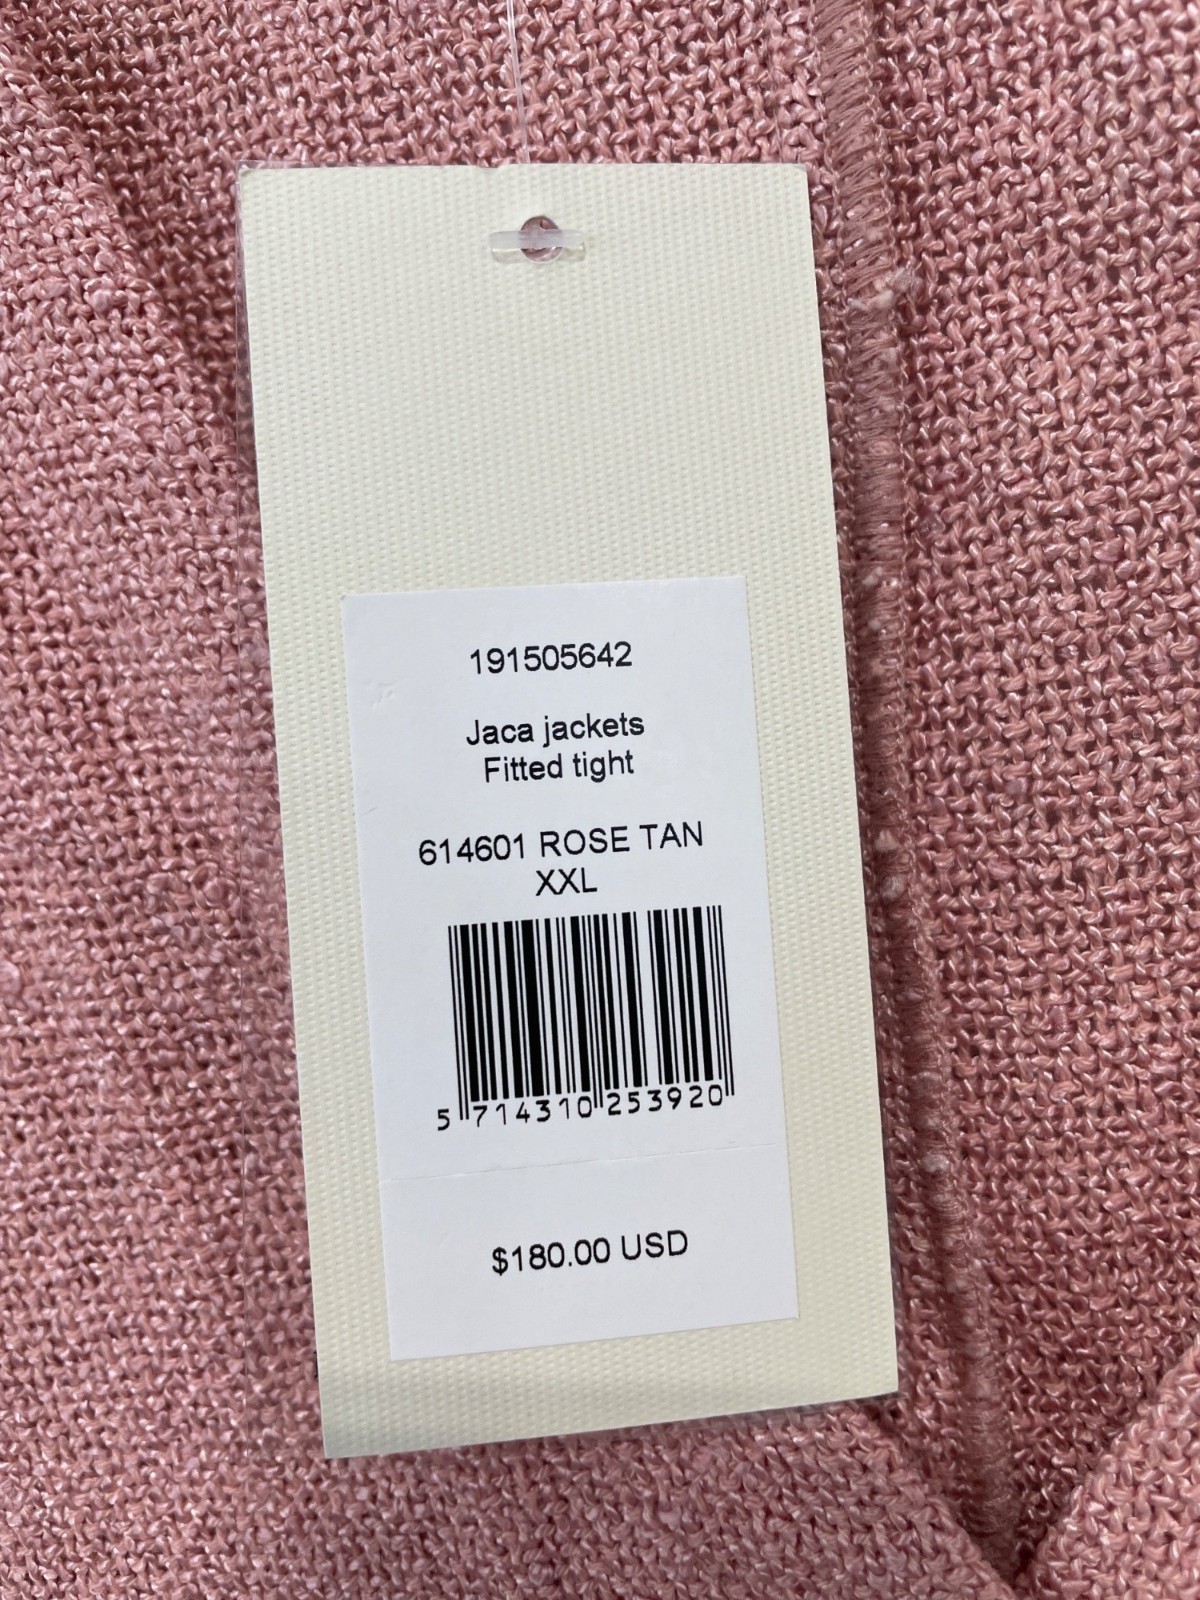 191505642
Jaca jackets
Fitted tight
614601 ROSE TAN
XXL
5 714310 253920
$180.00 USD